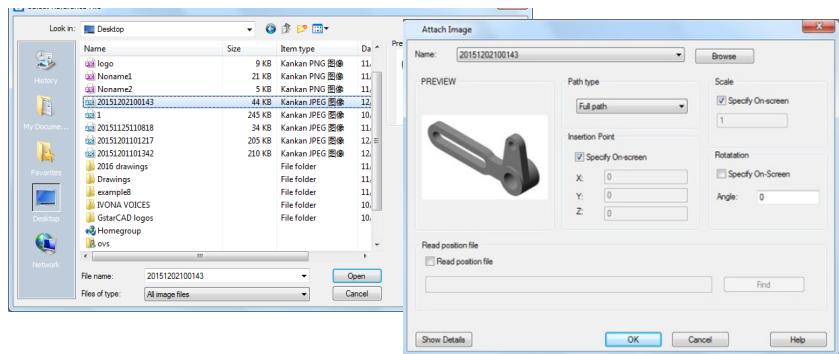 Select Reference File
Look in: Desktop
Name Size Item type Da
logo 9 KB Kankan PNG 图像 11,
Noname1 21 KB Kankan PNG 图像 11,
Noname2 5 KB Kankan PNG 图像 11,
20151202100143 44 KB Kankan JPEG 图像 12,
1 245 KB Kankan JPEG 图像 10,
20151125110818 34 KB Kankan JPEG 图像 11,
20151201101217 205 KB Kankan JPEG 图像 12,
20151201101342 210 KB Kankan JPEG 图像 12,
2016 drawings File folder 11,
Drawings File folder 11,
example8 File folder 11,
IVONA VOICES File folder 10,
GstarCAD logos File folder 10,
Homegroup
ovs
History
My Docume...
Favorites
Desktop
Network
File name: 20151202100143 Open
Files of type: All image files Cancel
Pre
Attach Image
Name: 20151202100143 Browse
PREVIEW
Path type
Full path
Insertion Point
Specify On-screen
X: 0
Y: 0
Z: 0
Scale
Specify On-screen
1
Rotatation
Specify On-Screen
Angle: 0
Read position file
Read position file
Find
Show Details OK Cancel Help